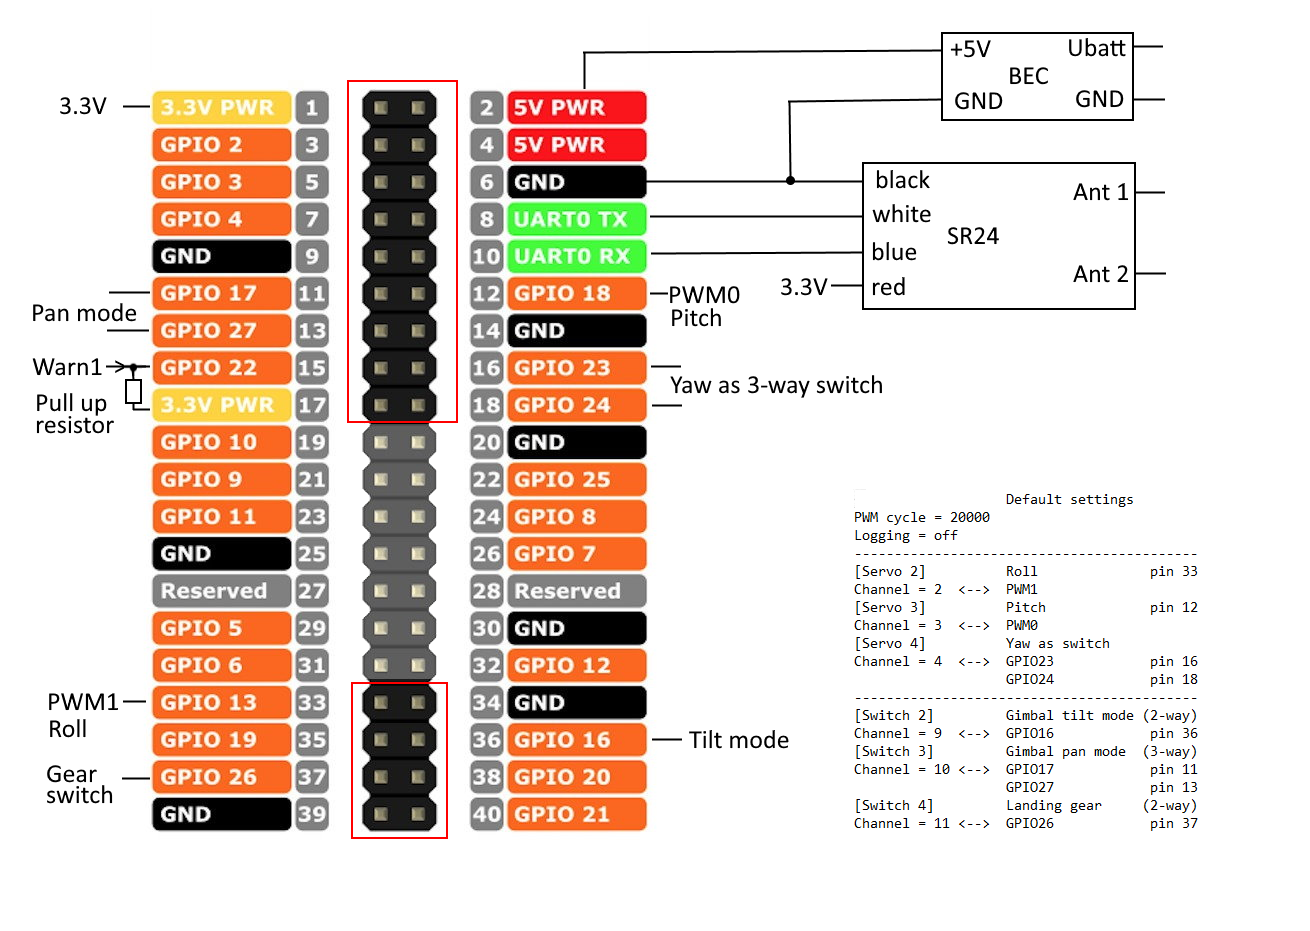 +5V Ubatt
BEC
GND GND
3.3V 3.3V PWR 1 2 5V PWR
GPIO 2 3 4 5V PWR
GPIO 3 5 6 GND
GPIO 4 7 8 UART0 TX
GND 9 10 UART0 RX
GPIO 17 11 12 GPIO 18
Pan mode
GPIO 27 13 14 GND
Warn1 GPIO 22 15 16 GPIO 23
Pull up
resistor
3.3V PWR 17 18 GPIO 24
GPIO 10 19 20 GND
GPIO 9 21 22 GPIO 25
GPIO 11 23 24 GPIO 8
GND 25 26 GPIO 7
Reserved 27 28 Reserved
GPIO 5 29 30 GND
GPIO 6 31 32 GPIO 12
PWM1
Roll
GPIO 13 33 34 GND
GPIO 19 35 36 GPIO 16 Tilt mode
Gear
switch
GPIO 26 37 38 GPIO 20
GND 39 40 GPIO 21
PWM0
Pitch
Yaw as 3-way switch
black Ant 1
white
SR24
blue Ant 2
3.3V red
Default settings
PWM cycle = 20000
Logging = off
-------------------------------------------
[Servo 2] Roll pin 33
Channel = 2 <--> PWM1
[Servo 3] Pitch pin 12
Channel = 3 <--> PWM0
[Servo 4] Yaw as switch
Channel = 4 <--> GPIO23 pin 16
GPIO24 pin 18
-------------------------------------------
[Switch 2] Gimbal tilt mode (2-way)
Channel = 9 <--> GPIO16 pin 36
[Switch 3] Gimbal pan mode (3-way)
Channel = 10 <--> GPIO17 pin 11
GPIO27 pin 13
[Switch 4] Landing gear (2-way)
Channel = 11 <--> GPIO26 pin 37